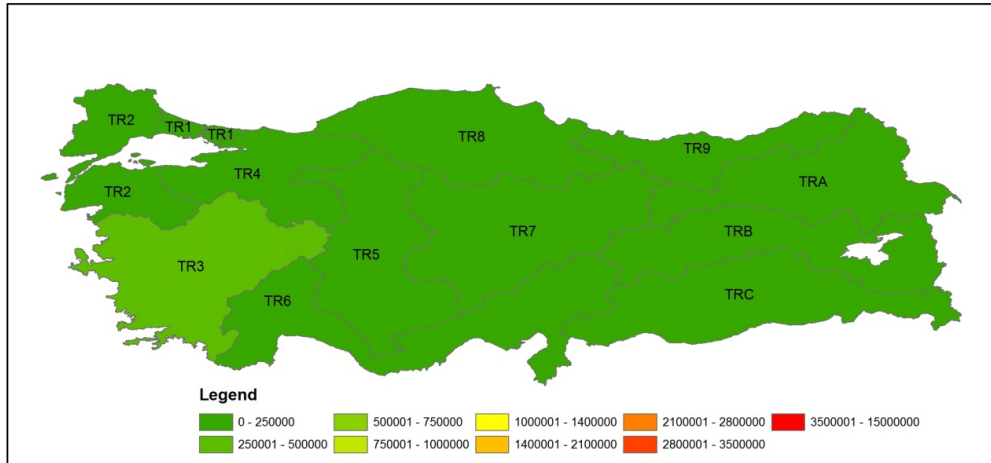 TR2
TR1
TR1
TR8
TR9
TR4
TRA
TR2
TR3
TR5
TR7
TRB
TR6
TRC
Legend
0 - 250000
500001 - 750000
1000001 - 1400000
2100001 - 2800000
3500001 - 15000000
250001 - 500000
750001 - 1000000
1400001 - 2100000
2800001 - 3500000